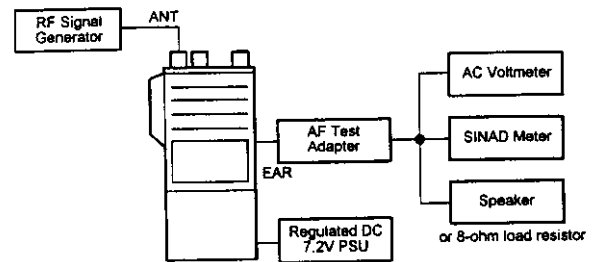 RF Signal
Generator
ANT
AC Voltmeter
AF Test
Adapter
SINAD Meter
EAR
Speaker
or 8-ohm load resistor
Regulated DC
7.2V PSU